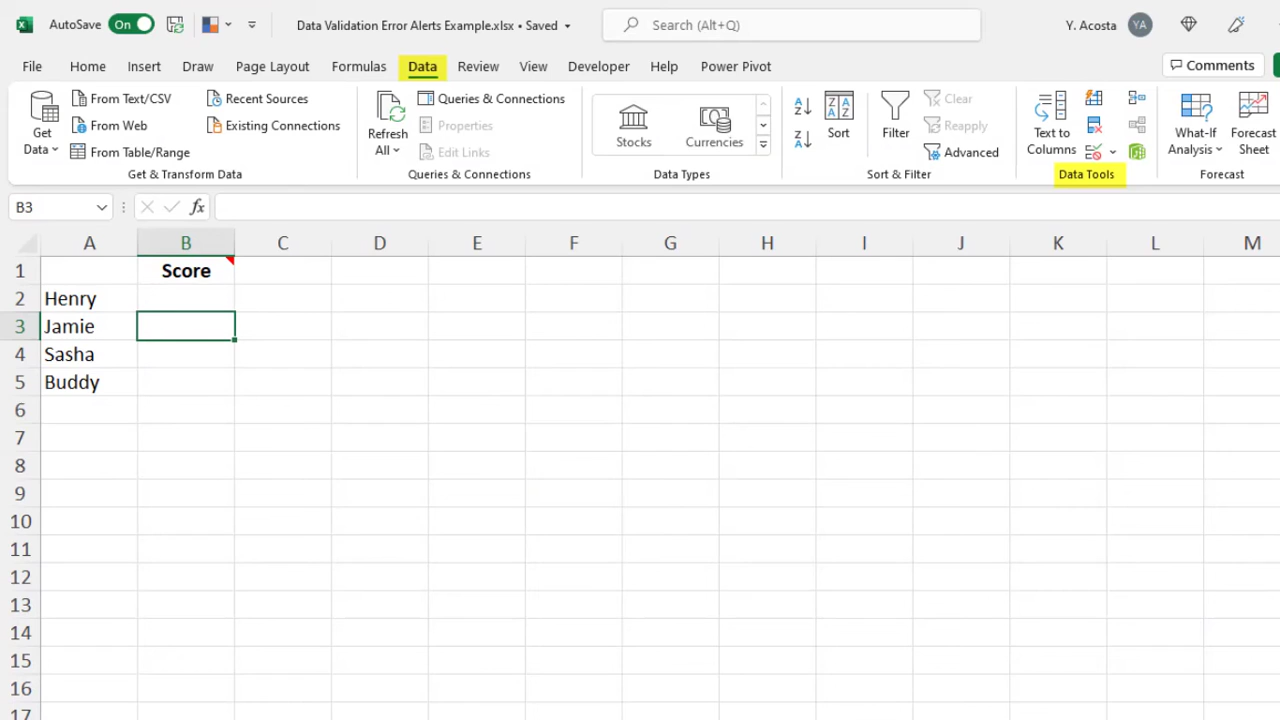 AutoSave On Data Validation Error Alerts Example.xlsx • Saved Search (Alt+Q) Y. Acosta YA
File Home Insert Draw Page Layout Formulas Data Review View Developer Help Power Pivot Comments
Get Data
From Text/CSV
From Web
From Table/Range
Recent Sources
Existing Connections
Get & Transform Data
Refresh All
Queries & Connections
Properties
Edit Links
Queries & Connections
Stocks
Currencies
Data Types
Sort
Filter
Clear
Reapply
Advanced
Sort & Filter
Text to
Columns
Data Tools
What-If
Analysis
Forecast
Sheet
Forecast
B3 fx
A B C D E F G H I J K L M
1 Score
2 Henry
3 Jamie
4 Sasha
5 Buddy
6
7
8
9
10
11
12
13
14
15
16
17